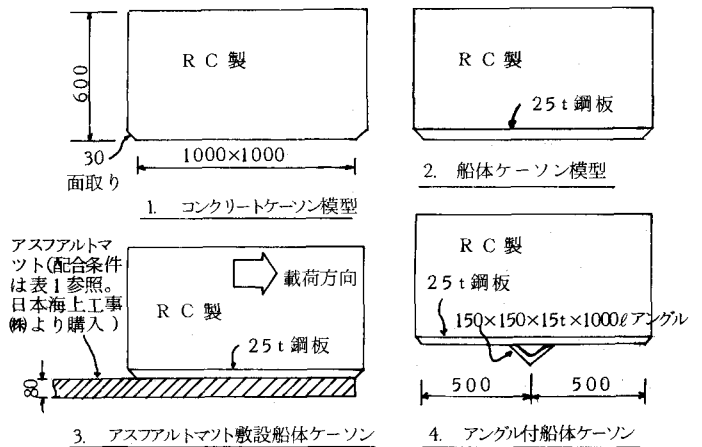 600
RC製
30
面取り
1000×1000
1. コンクリートケーソン模型
RC製
25t鋼板
2. 船体ケーソン模型
アスファルトマ
ット(配合条件
は表1参照。
日本海上工事
㈱より購入)
載荷方向
RC製
25t鋼板
80
3. アスファルトマット敷設船体ケーソン
RC製
25t鋼板
150×150×15t×1000ℓアングル
500
500
4. アングル付船体ケーソン